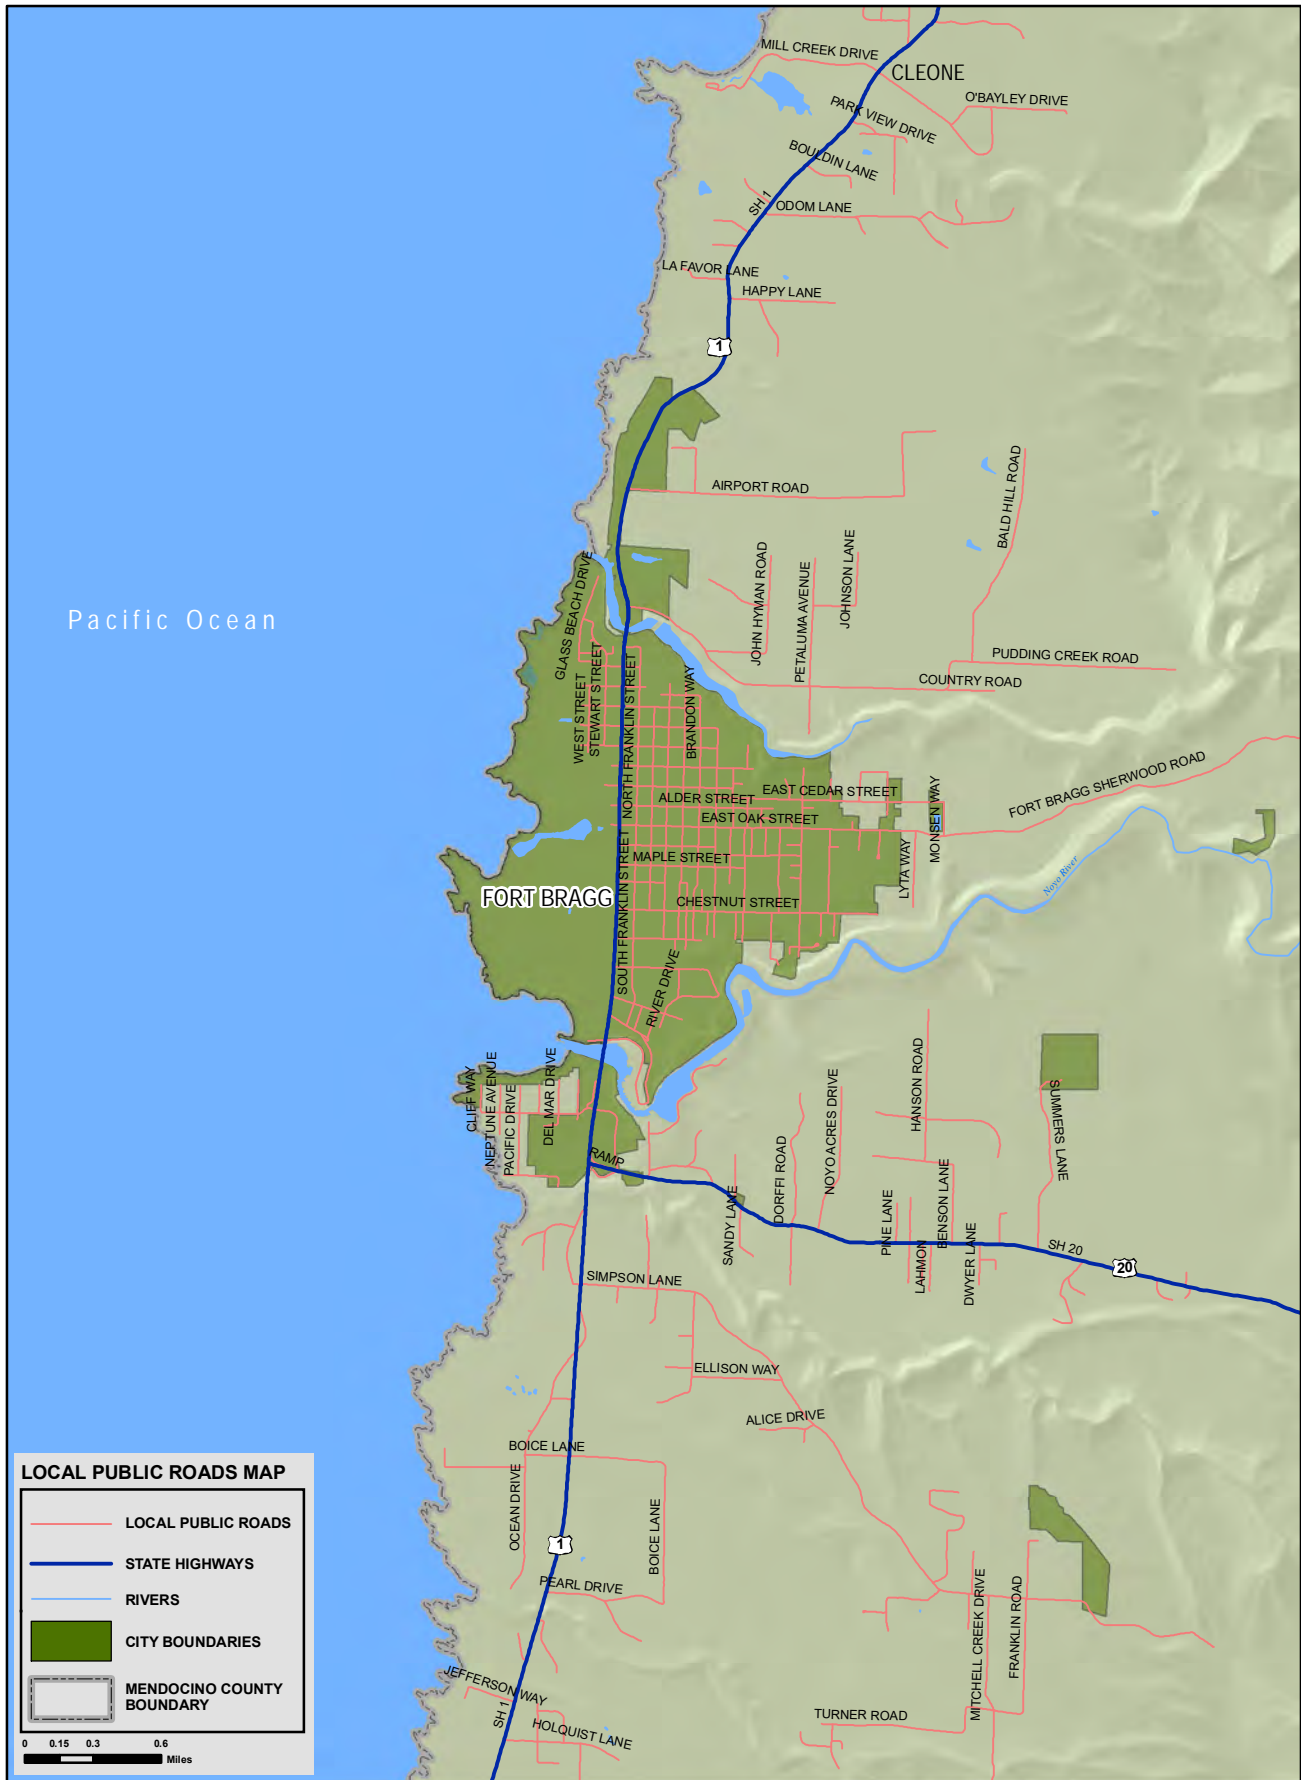 MILL CREEK DRIVE
CLEONE
O'BAYLEY DRIVE
PARK VIEW DRIVE
BOULDIN LANE
SH 1
ODOM LANE
LA FAVOR LANE
HAPPY LANE
1
AIRPORT ROAD
BALD HILL ROAD
JOHN HYMAN ROAD
PETALUMA AVENUE
JOHNSON LANE
GLASS BEACH DRIVE
Pacific Ocean
WEST STREET
STEWART STREET
NORTH FRANKLIN STREET
BRANDON WAY
PUDDING CREEK ROAD
COUNTRY ROAD
FORT BRAGG SHERWOOD ROAD
EAST CEDAR STREET
ALDER STREET
EAST OAK STREET
MONSEN WAY
LYTA WAY
MAPLE STREET
Noyo River
FORT BRAGG
CHESTNUT STREET
SOUTH FRANKLIN STREET
RIVER DRIVE
CLIFF WAY
NEPTUNE AVENUE
PACIFIC DRIVE
DEL MAR DRIVE
RAMP
HANSON ROAD
SUMMERS LANE
NOYO ACRES DRIVE
DORFFI ROAD
SANDY LANE
PINE LANE
LAHMON
BENSON LANE
DWYER LANE
SH 20
20
SIMPSON LANE
ELLISON WAY
ALICE DRIVE
BOICE LANE
OCEAN DRIVE
BOICE LANE
1
PEARL DRIVE
MITCHELL CREEK DRIVE
FRANKLIN ROAD
JEFFERSON WAY
SH 1
HOLQUIST LANE
TURNER ROAD
LOCAL PUBLIC ROADS MAP
LOCAL PUBLIC ROADS
STATE HIGHWAYS
RIVERS
CITY BOUNDARIES
MENDOCINO COUNTY
BOUNDARY
0 0.15 0.3 0.6
Miles